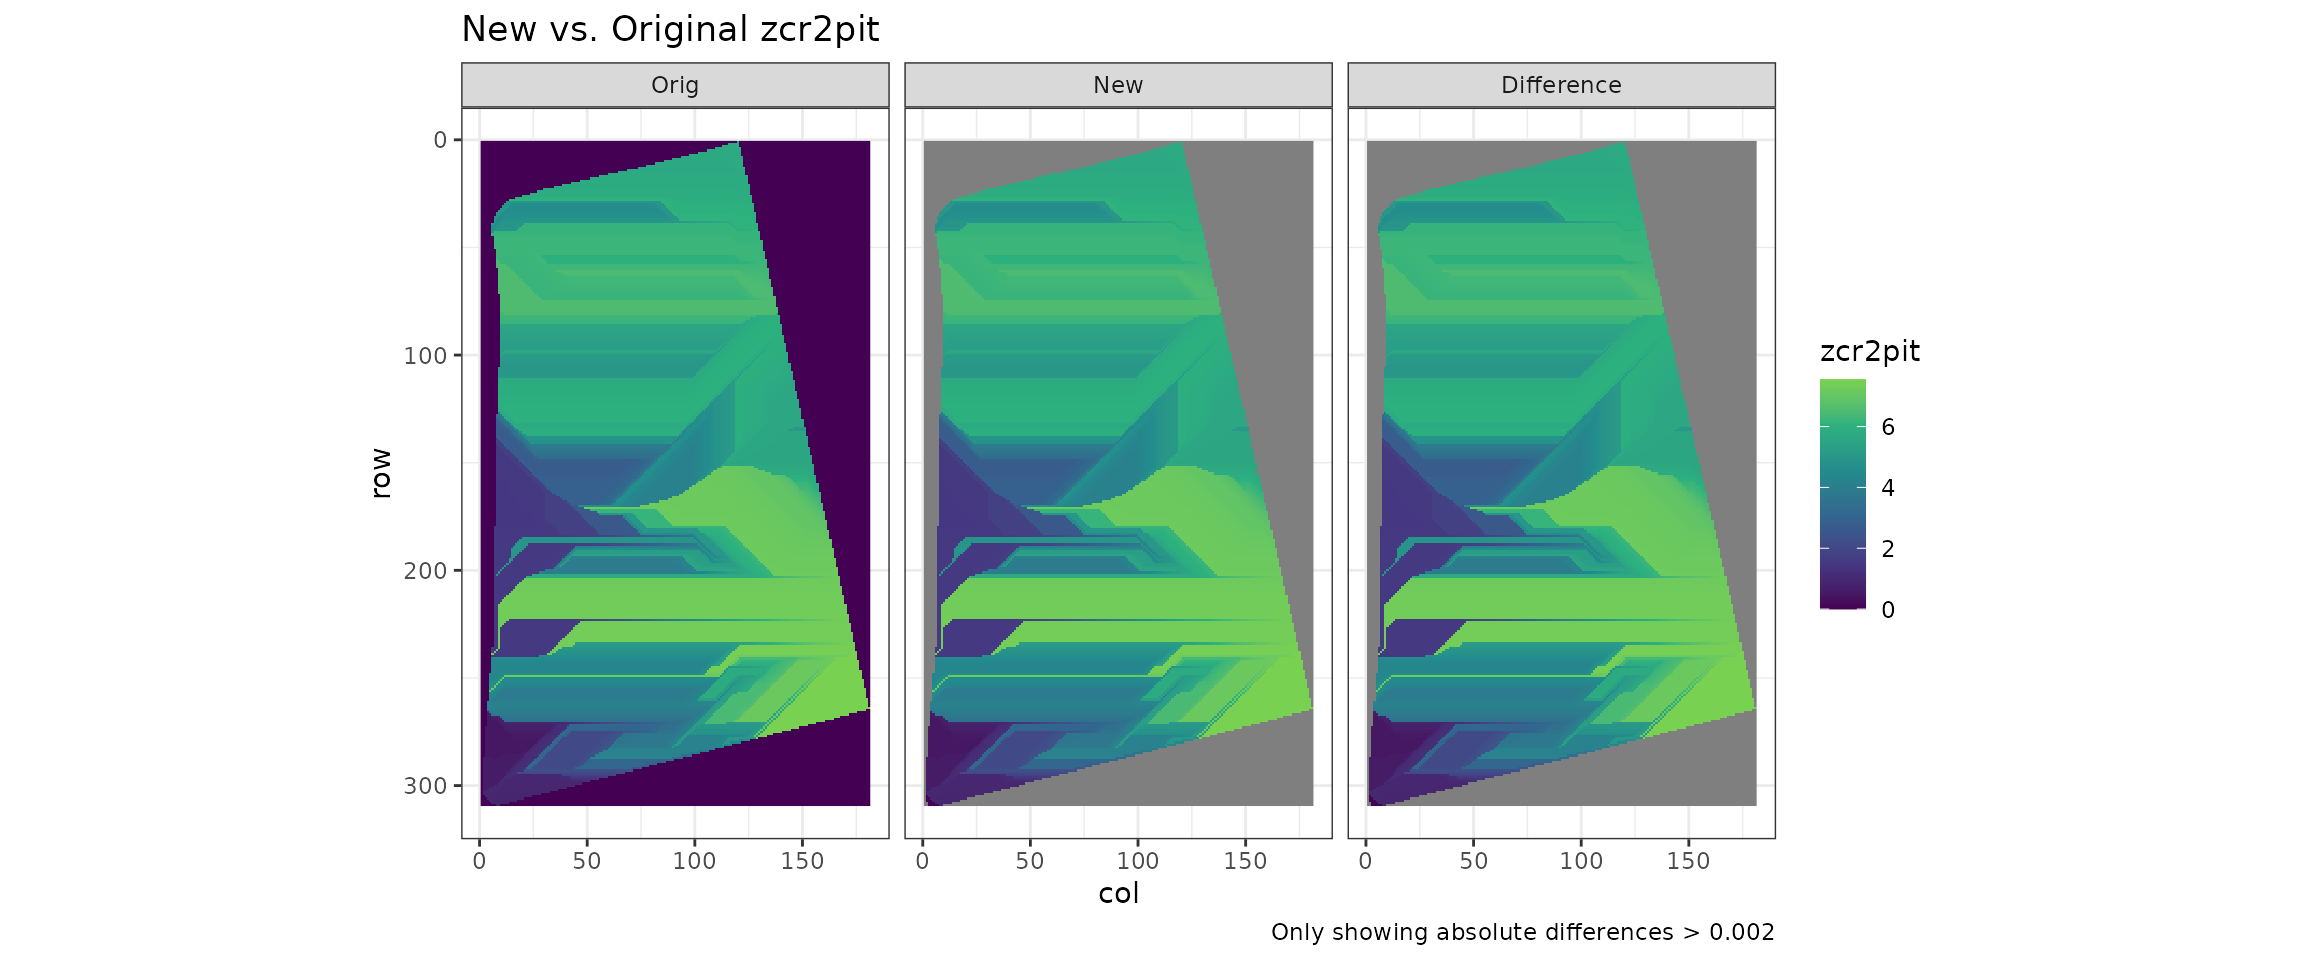 New vs. Original zcr2pit
Orig New Difference
0
100
200
300
row
0 50 100 150 0 50 100 150 0 50 100 150
col
zcr2pit
6
4
2
0
Only showing absolute differences > 0.002